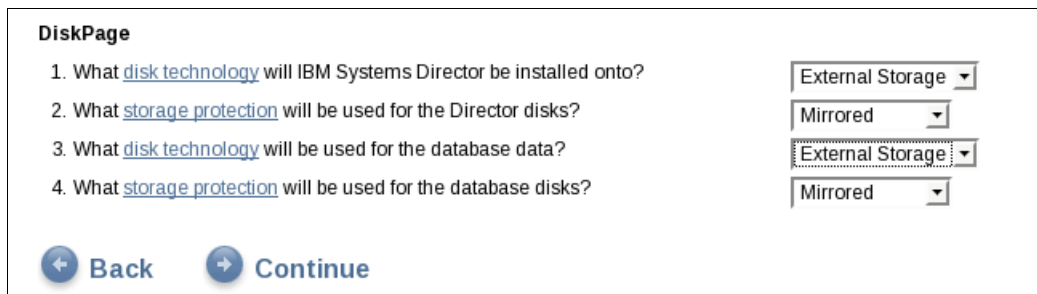 DiskPage
1. What disk technology will IBM Systems Director be installed onto? External Storage
2. What storage protection will be used for the Director disks? Mirrored
3. What disk technology will be used for the database data? External Storage
4. What storage protection will be used for the database disks? Mirrored
Back Continue